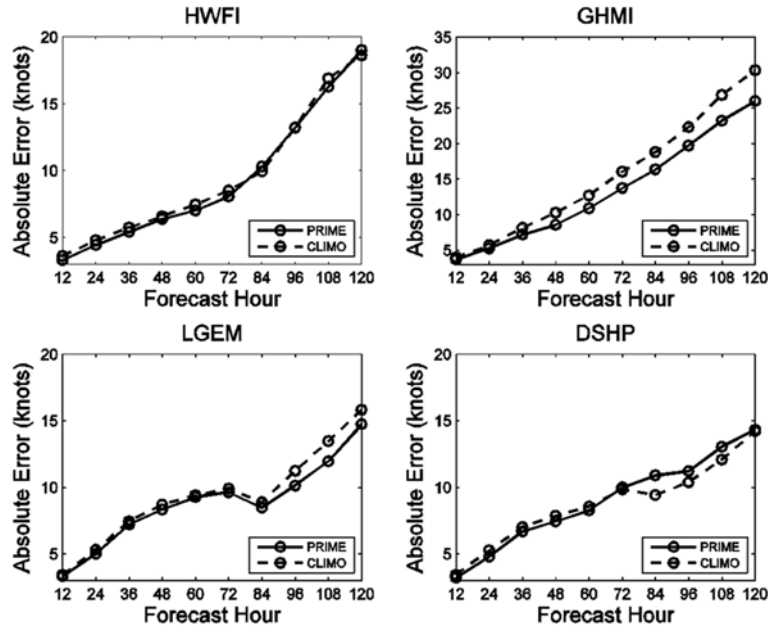 HWFI
20
15
10
5
Absolute Error (knots)
PRIME
CLIMO
12 24 36 48 60 72 84 96 108 120
Forecast Hour
GHMI
35
30
25
20
15
10
5
Absolute Error (knots)
PRIME
CLIMO
12 24 36 48 60 72 84 96 108 120
Forecast Hour
LGEM
20
15
10
5
Absolute Error (knots)
PRIME
CLIMO
12 24 36 48 60 72 84 96 108 120
Forecast Hour
DSHP
20
15
10
5
Absolute Error (knots)
PRIME
CLIMO
12 24 36 48 60 72 84 96 108 120
Forecast Hour